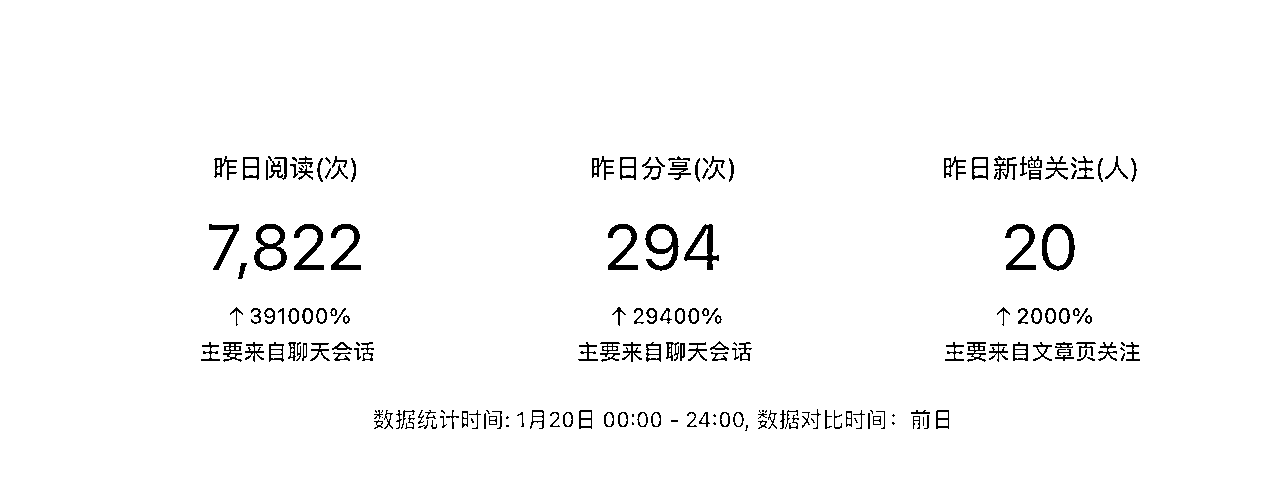 昨日阅读(次) 昨日分享(次) 昨日新增关注(人)
7,822 294 20
↑391000% ↑29400% ↑2000%
主要来自聊天会话 主要来自聊天会话 主要来自文章页关注
数据统计时间: 1月20日 00:00 - 24:00, 数据对比时间：前日